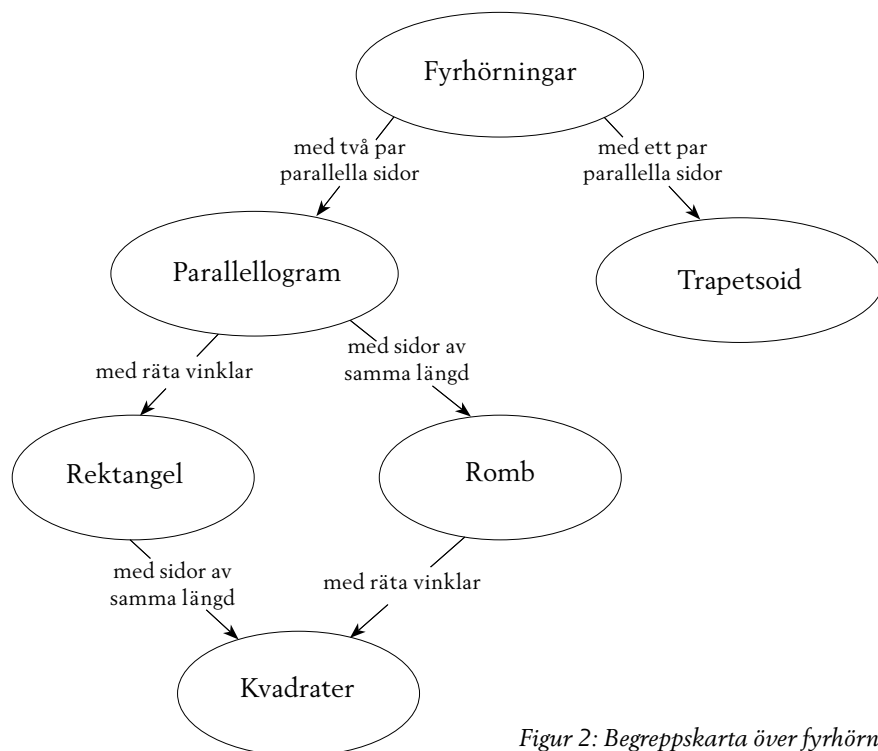 Fyrhörningar
med två par
parallella sidor
med ett par
parallella sidor
Parallellogram
Trapetsoid
med räta vinklar
med sidor av
samma längd
Rektangel
Romb
med sidor av
samma längd
med räta vinklar
Kvadrater
Figur 2: Begreppskarta över